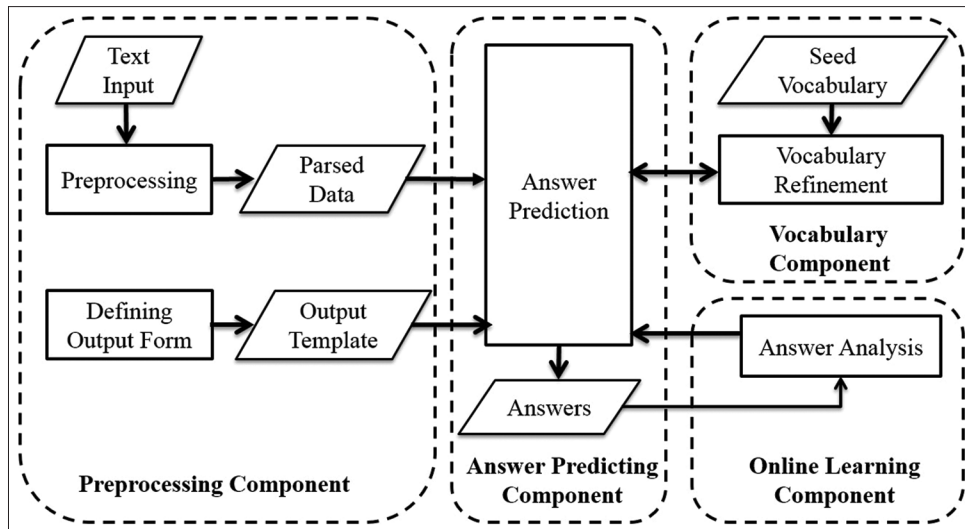 Text
Input
Preprocessing
Parsed
Data
Defining
Output Form
Output
Template
Preprocessing Component
Answer
Prediction
Answers
Answer Predicting
Component
Seed
Vocabulary
Vocabulary
Refinement
Vocabulary
Component
Answer Analysis
Online Learning
Component